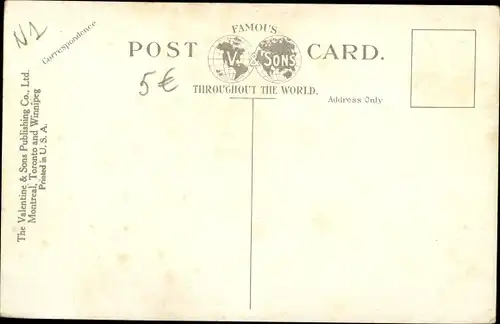 N1
Correspondence
FAMOUS
POST CARD.
V. & SONS
THROUGHOUT THE WORLD.
5€
Address Only
The Valentine & Sons Publishing Co., Ltd.
Montreal, Toronto and Winnipeg
Printed in U. S. A.